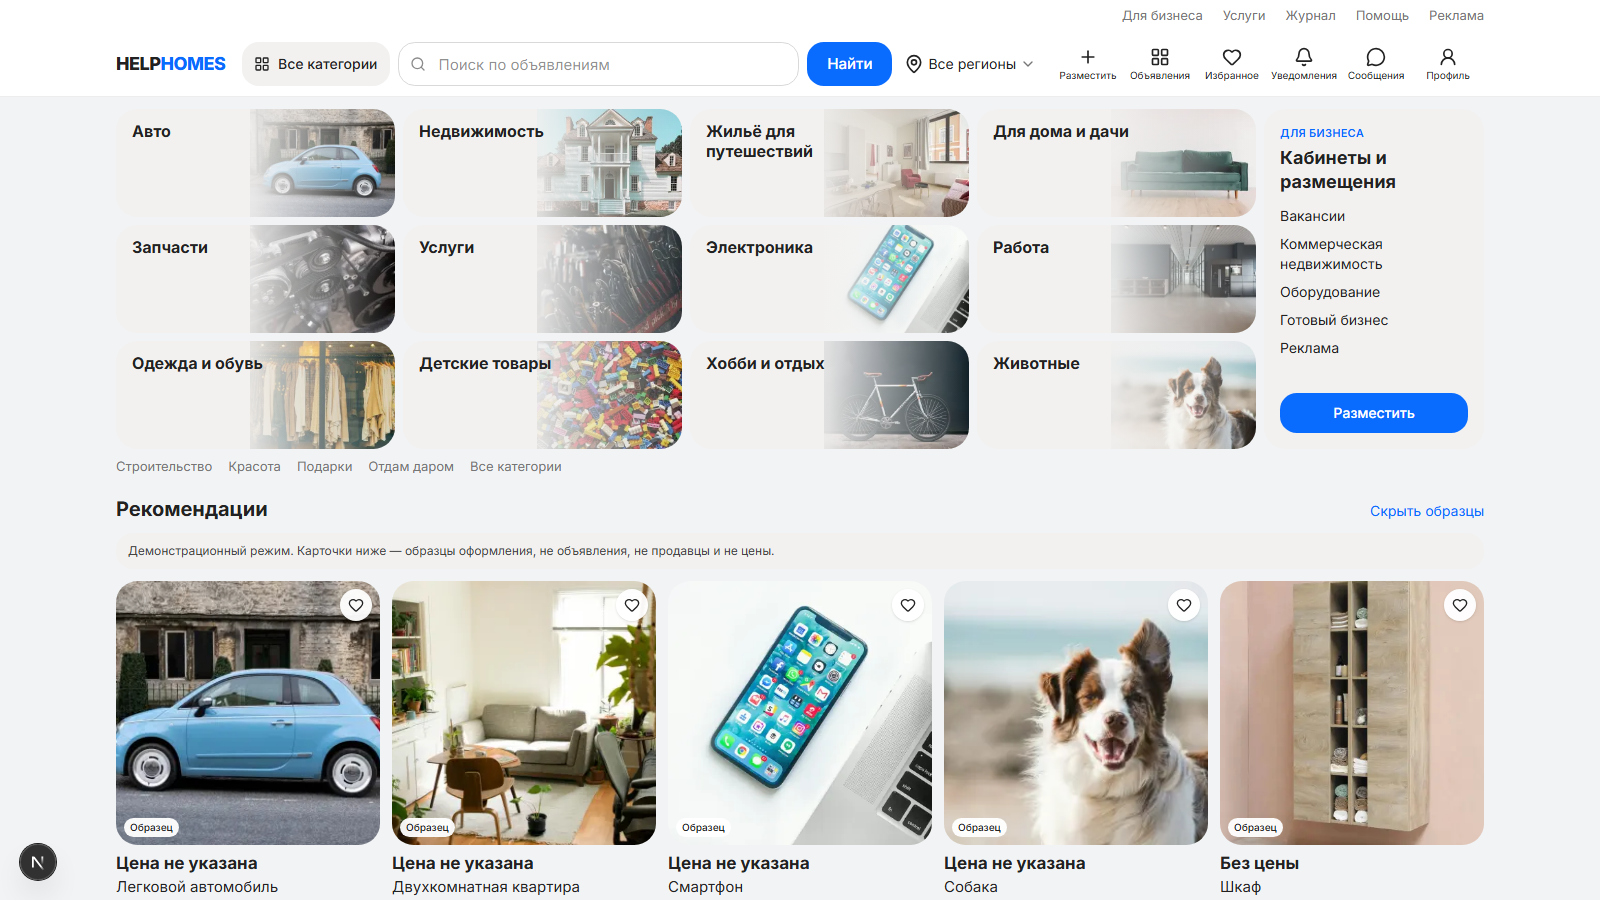 Для бизнеса Услуги Журнал Помощь Реклама
HELPHOMES Все категории Поиск по объявлениям Найти Все регионы
Разместить Объявления Избранное Уведомления Сообщения Профиль
Авто
Недвижимость
Жильё для
путешествий
Для дома и дачи
Запчасти
Услуги
Электроника
Работа
Одежда и обувь
Детские товары
Хобби и отдых
Животные
ДЛЯ БИЗНЕСА
Кабинеты и
размещения
Вакансии
Коммерческая
недвижимость
Оборудование
Готовый бизнес
Реклама
Разместить
Строительство Красота Подарки Отдам даром Все категории
Рекомендации
Скрыть образцы
Демонстрационный режим. Карточки ниже — образцы оформления, не объявления, не продавцы и не цены.
Образец
Цена не указана
Легковой автомобиль
Образец
Цена не указана
Двухкомнатная квартира
Образец
Цена не указана
Смартфон
Образец
Цена не указана
Собака
Образец
Без цены
Шкаф
N